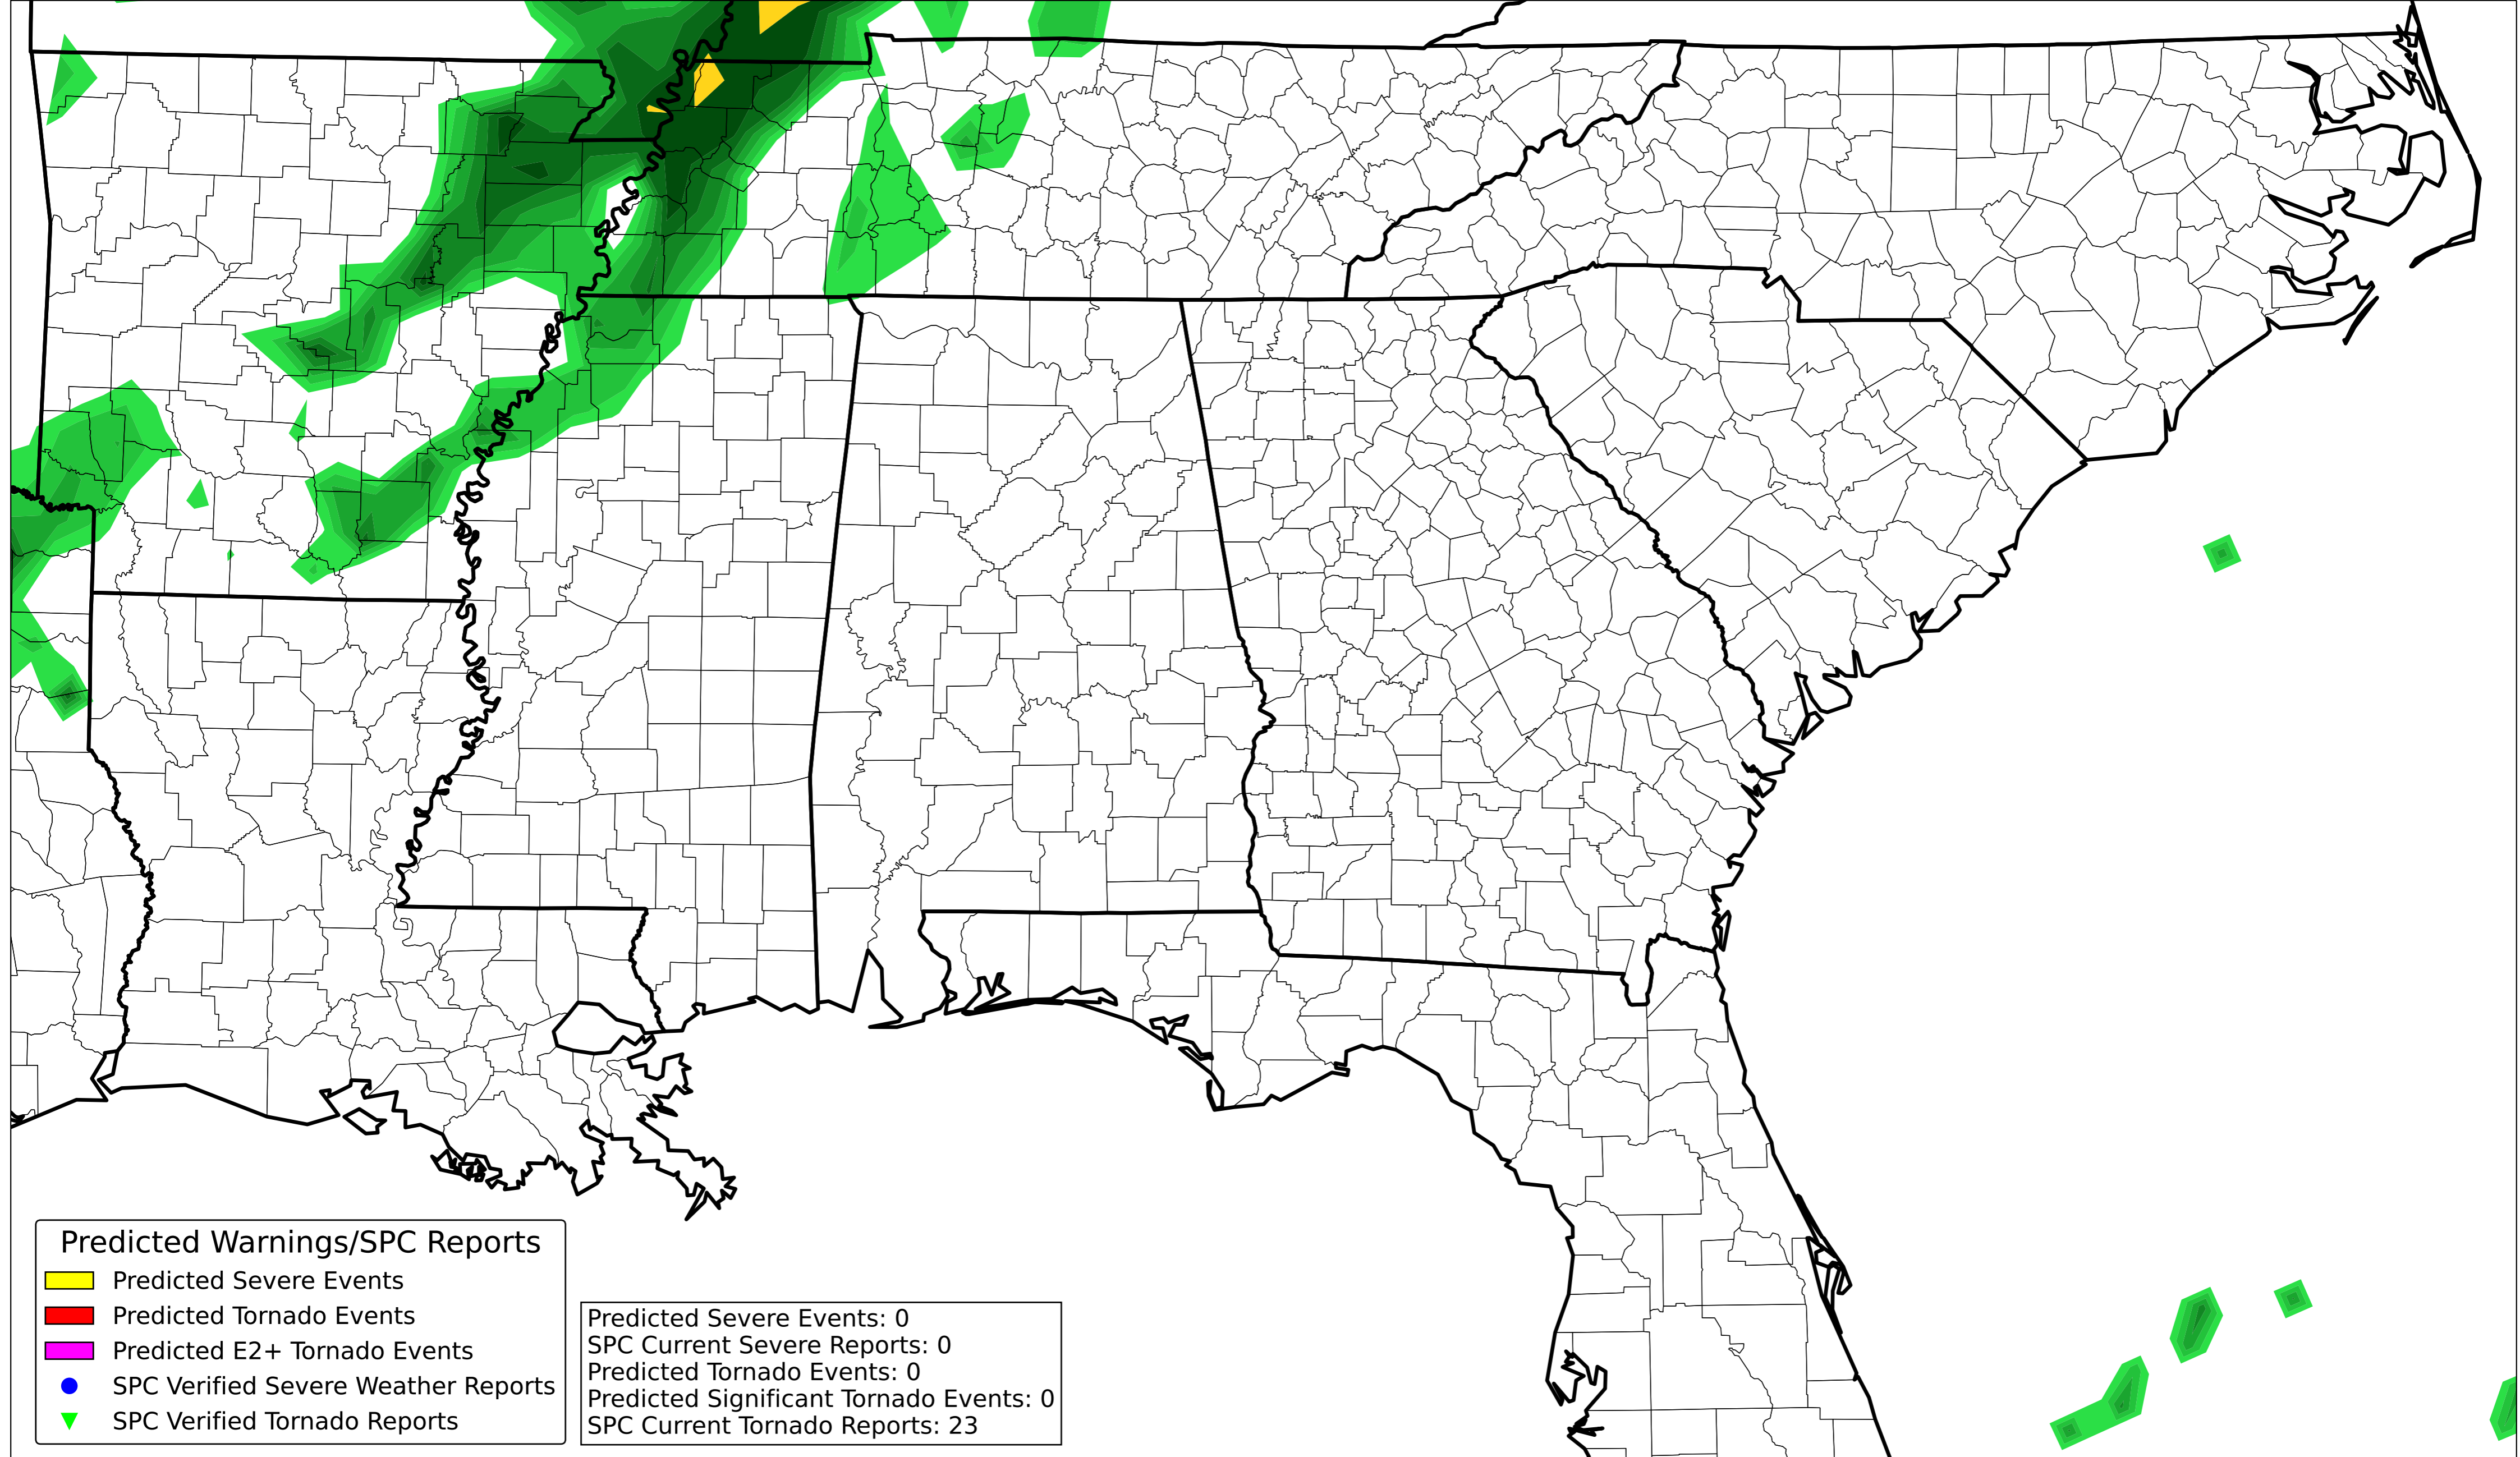 Predicted Warnings/SPC Reports
Predicted Severe Events
Predicted Tornado Events
Predicted E2+ Tornado Events
SPC Verified Severe Weather Reports
SPC Verified Tornado Reports
Predicted Severe Events: 0
SPC Current Severe Reports: 0
Predicted Tornado Events: 0
Predicted Significant Tornado Events: 0
SPC Current Tornado Reports: 23